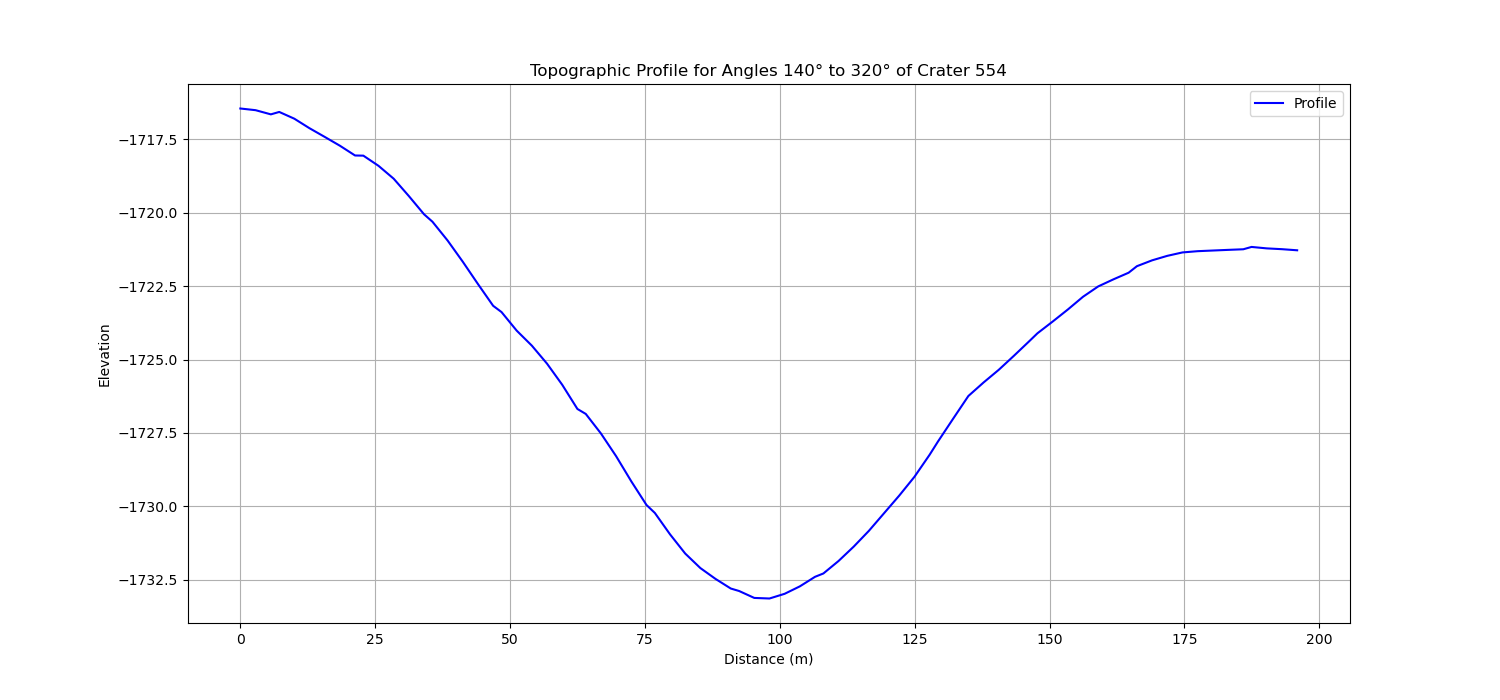 Topographic Profile for Angles 140° to 320° of Crater 554
Profile
Elevation
−1717.5
−1720.0
−1722.5
−1725.0
−1727.5
−1730.0
−1732.5
0 25 50 75 100 125 150 175 200
Distance (m)